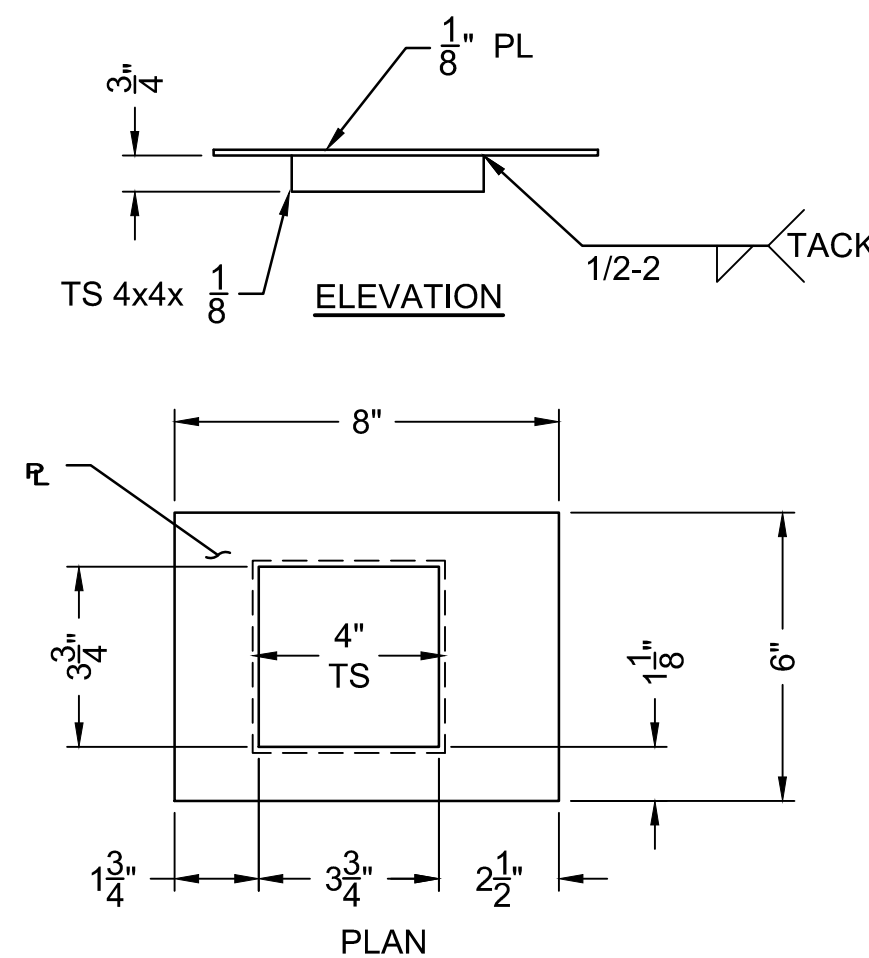 1/8" PL
3/4"
TS 4x4x 1/8
ELEVATION
1/2-2
TACK
8"
PL
3 3/4"
4"
TS
1 1/8"
6"
1 3/4"
3 3/4"
2 1/2"
PLAN